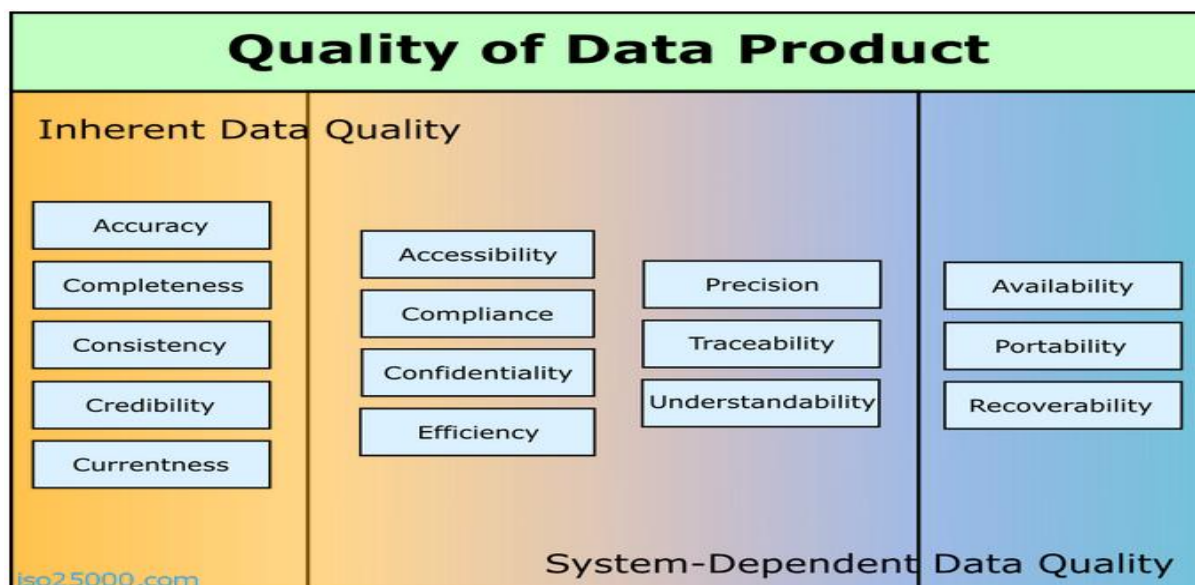 Quality of Data Product
Inherent Data Quality
Accuracy
Completeness
Consistency
Credibility
Currentness
Accessibility
Compliance
Confidentiality
Efficiency
Precision
Traceability
Understandability
Availability
Portability
Recoverability
System-Dependent Data Quality
iso25000.com